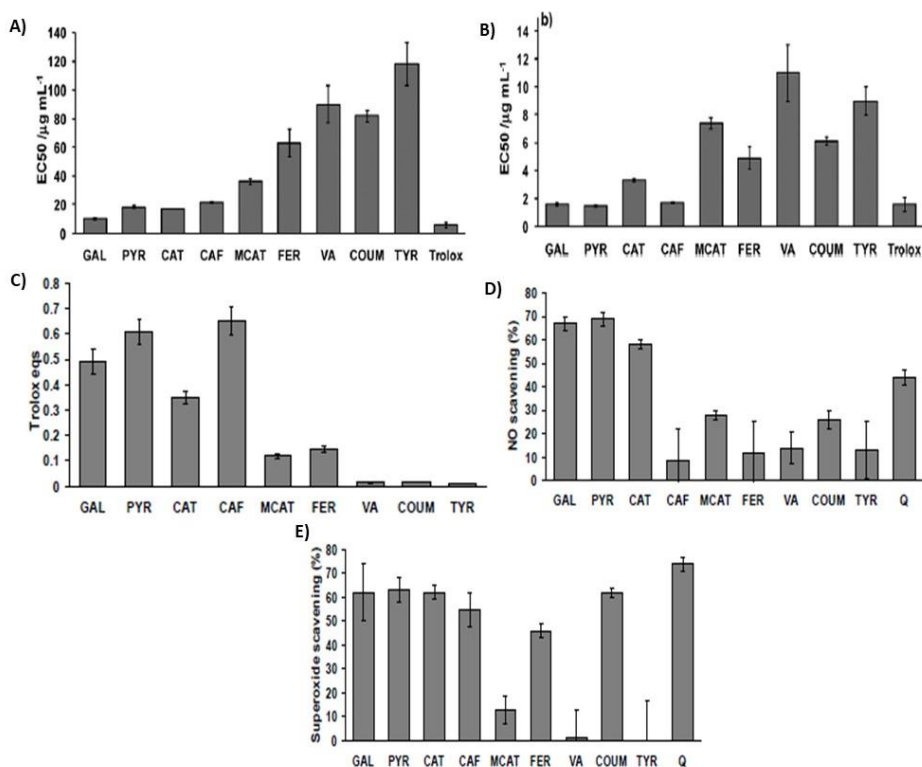 A)
EC50 /µg mL⁻¹
140
120
100
80
60
40
20
0
GAL PYR CAT CAF MCAT FER VA COUM TYR Trolox
B)
b)
EC50 /µg mL⁻¹
14
12
10
8
6
4
2
0
GAL PYR CAT CAF MCAT FER VA COUM TYR Trolox
C)
Trolox eqs
0.8
0.7
0.6
0.5
0.4
0.3
0.2
0.1
0
GAL PYR CAT CAF MCAT FER VA COUM TYR
D)
NO scavening (%)
80
70
60
50
40
30
20
10
0
GAL PYR CAT CAF MCAT FER VA COUM TYR Q
E)
Superoxide scavening (%)
80
70
60
50
40
30
20
10
0
GAL PYR CAT CAF MCAT FER VA COUM TYR Q